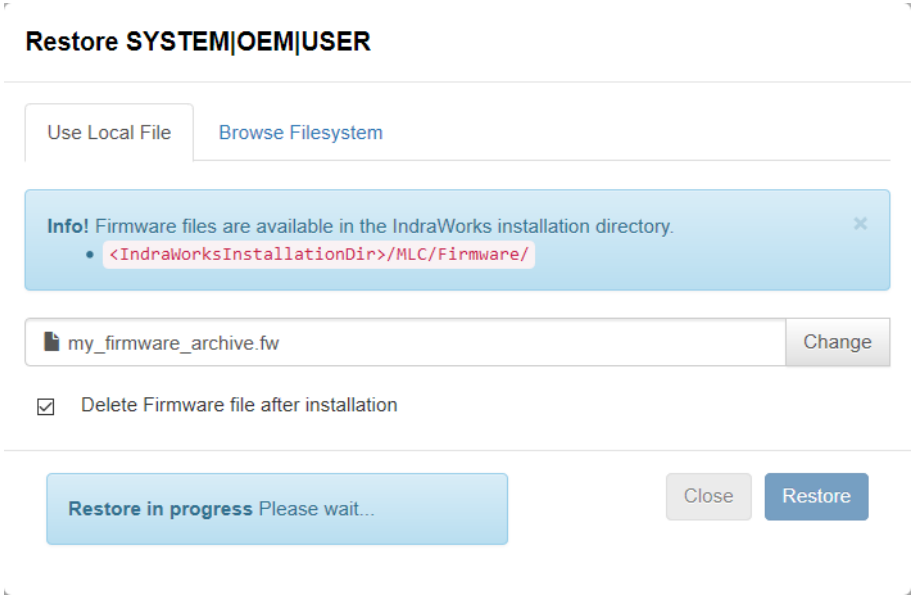 Restore SYSTEM|OEM|USER
Use Local File Browse Filesystem
Info! Firmware files are available in the IndraWorks installation directory. ×
• <IndraWorksInstallationDir>/MLC/Firmware/
my_firmware_archive.fw Change
Delete Firmware file after installation
Restore in progress Please wait... Close Restore